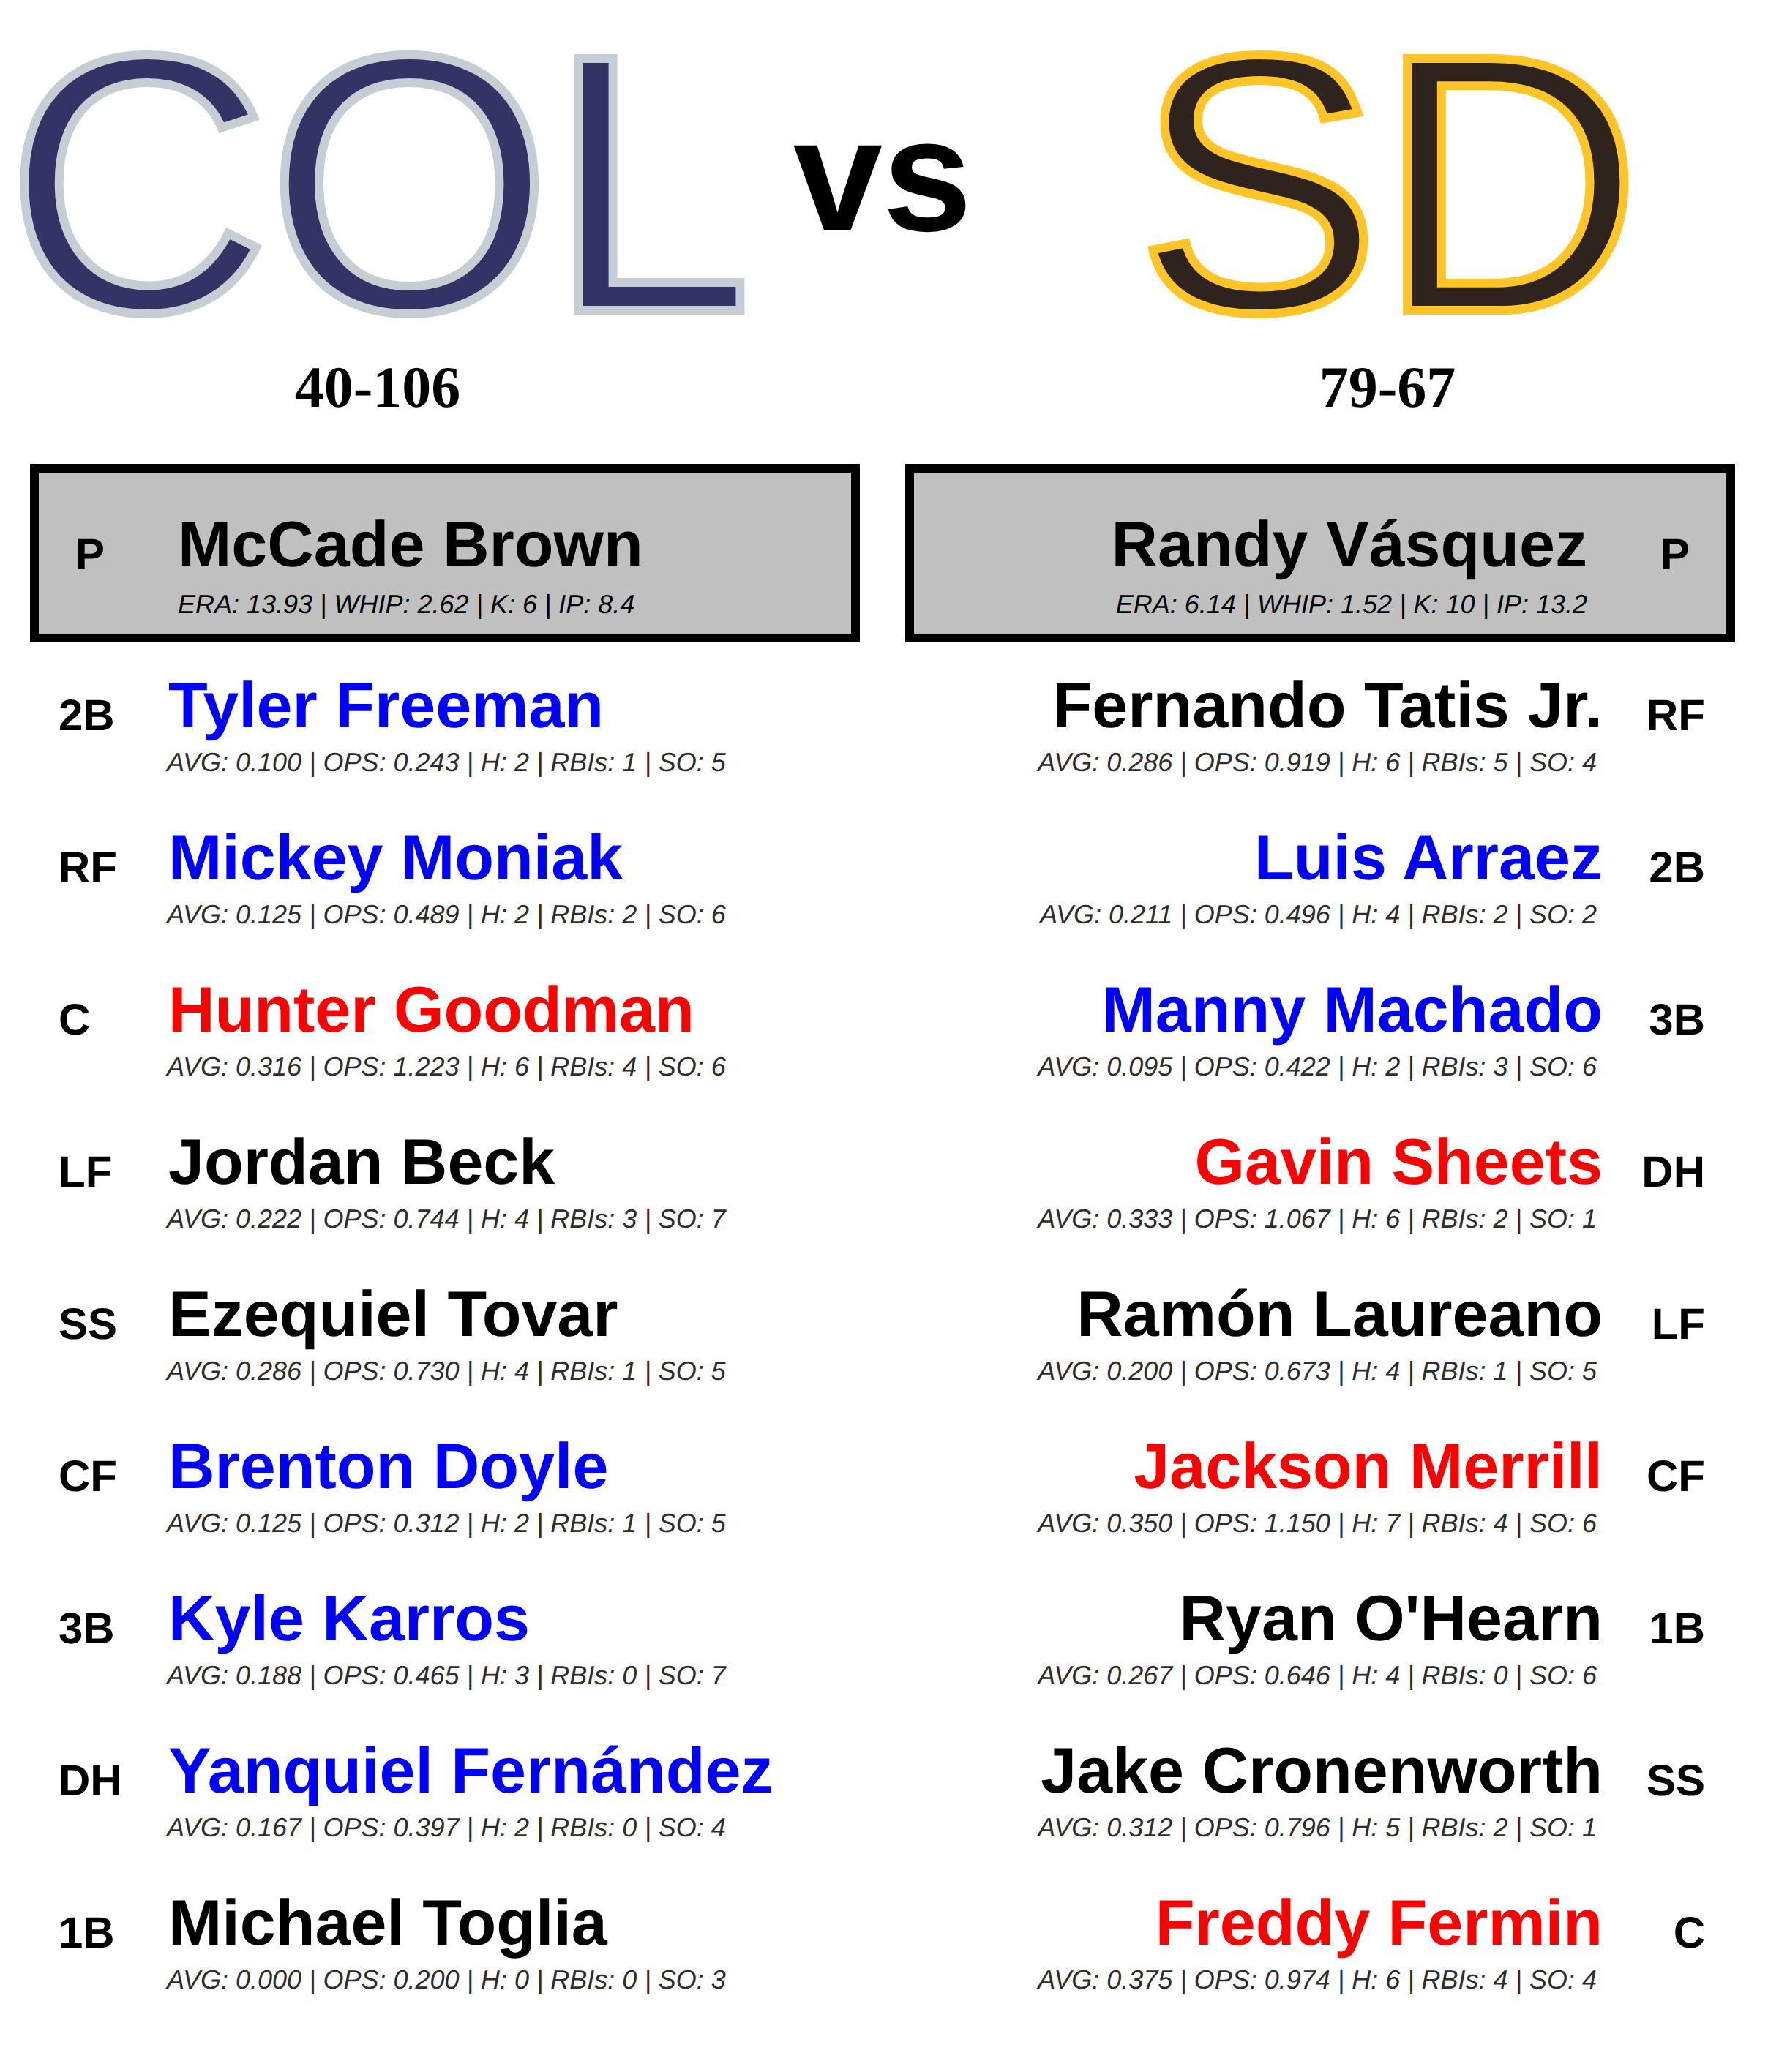 COL vs SD
40-106 79-67
P McCade Brown
ERA: 13.93 | WHIP: 2.62 | K: 6 | IP: 8.4
Randy Vásquez P
ERA: 6.14 | WHIP: 1.52 | K: 10 | IP: 13.2
2B Tyler Freeman
AVG: 0.100 | OPS: 0.243 | H: 2 | RBIs: 1 | SO: 5
RF Mickey Moniak
AVG: 0.125 | OPS: 0.489 | H: 2 | RBIs: 2 | SO: 6
C Hunter Goodman
AVG: 0.316 | OPS: 1.223 | H: 6 | RBIs: 4 | SO: 6
LF Jordan Beck
AVG: 0.222 | OPS: 0.744 | H: 4 | RBIs: 3 | SO: 7
SS Ezequiel Tovar
AVG: 0.286 | OPS: 0.730 | H: 4 | RBIs: 1 | SO: 5
CF Brenton Doyle
AVG: 0.125 | OPS: 0.312 | H: 2 | RBIs: 1 | SO: 5
3B Kyle Karros
AVG: 0.188 | OPS: 0.465 | H: 3 | RBIs: 0 | SO: 7
DH Yanquiel Fernández
AVG: 0.167 | OPS: 0.397 | H: 2 | RBIs: 0 | SO: 4
1B Michael Toglia
AVG: 0.000 | OPS: 0.200 | H: 0 | RBIs: 0 | SO: 3
Fernando Tatis Jr. RF
AVG: 0.286 | OPS: 0.919 | H: 6 | RBIs: 5 | SO: 4
Luis Arraez 2B
AVG: 0.211 | OPS: 0.496 | H: 4 | RBIs: 2 | SO: 2
Manny Machado 3B
AVG: 0.095 | OPS: 0.422 | H: 2 | RBIs: 3 | SO: 6
Gavin Sheets DH
AVG: 0.333 | OPS: 1.067 | H: 6 | RBIs: 2 | SO: 1
Ramón Laureano LF
AVG: 0.200 | OPS: 0.673 | H: 4 | RBIs: 1 | SO: 5
Jackson Merrill CF
AVG: 0.350 | OPS: 1.150 | H: 7 | RBIs: 4 | SO: 6
Ryan O'Hearn 1B
AVG: 0.267 | OPS: 0.646 | H: 4 | RBIs: 0 | SO: 6
Jake Cronenworth SS
AVG: 0.312 | OPS: 0.796 | H: 5 | RBIs: 2 | SO: 1
Freddy Fermin C
AVG: 0.375 | OPS: 0.974 | H: 6 | RBIs: 4 | SO: 4